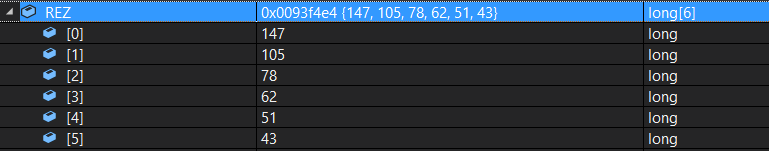 REZ 0x0093f4e4 {147, 105, 78, 62, 51, 43} long[6]
[0] 147 long
[1] 105 long
[2] 78 long
[3] 62 long
[4] 51 long
[5] 43 long